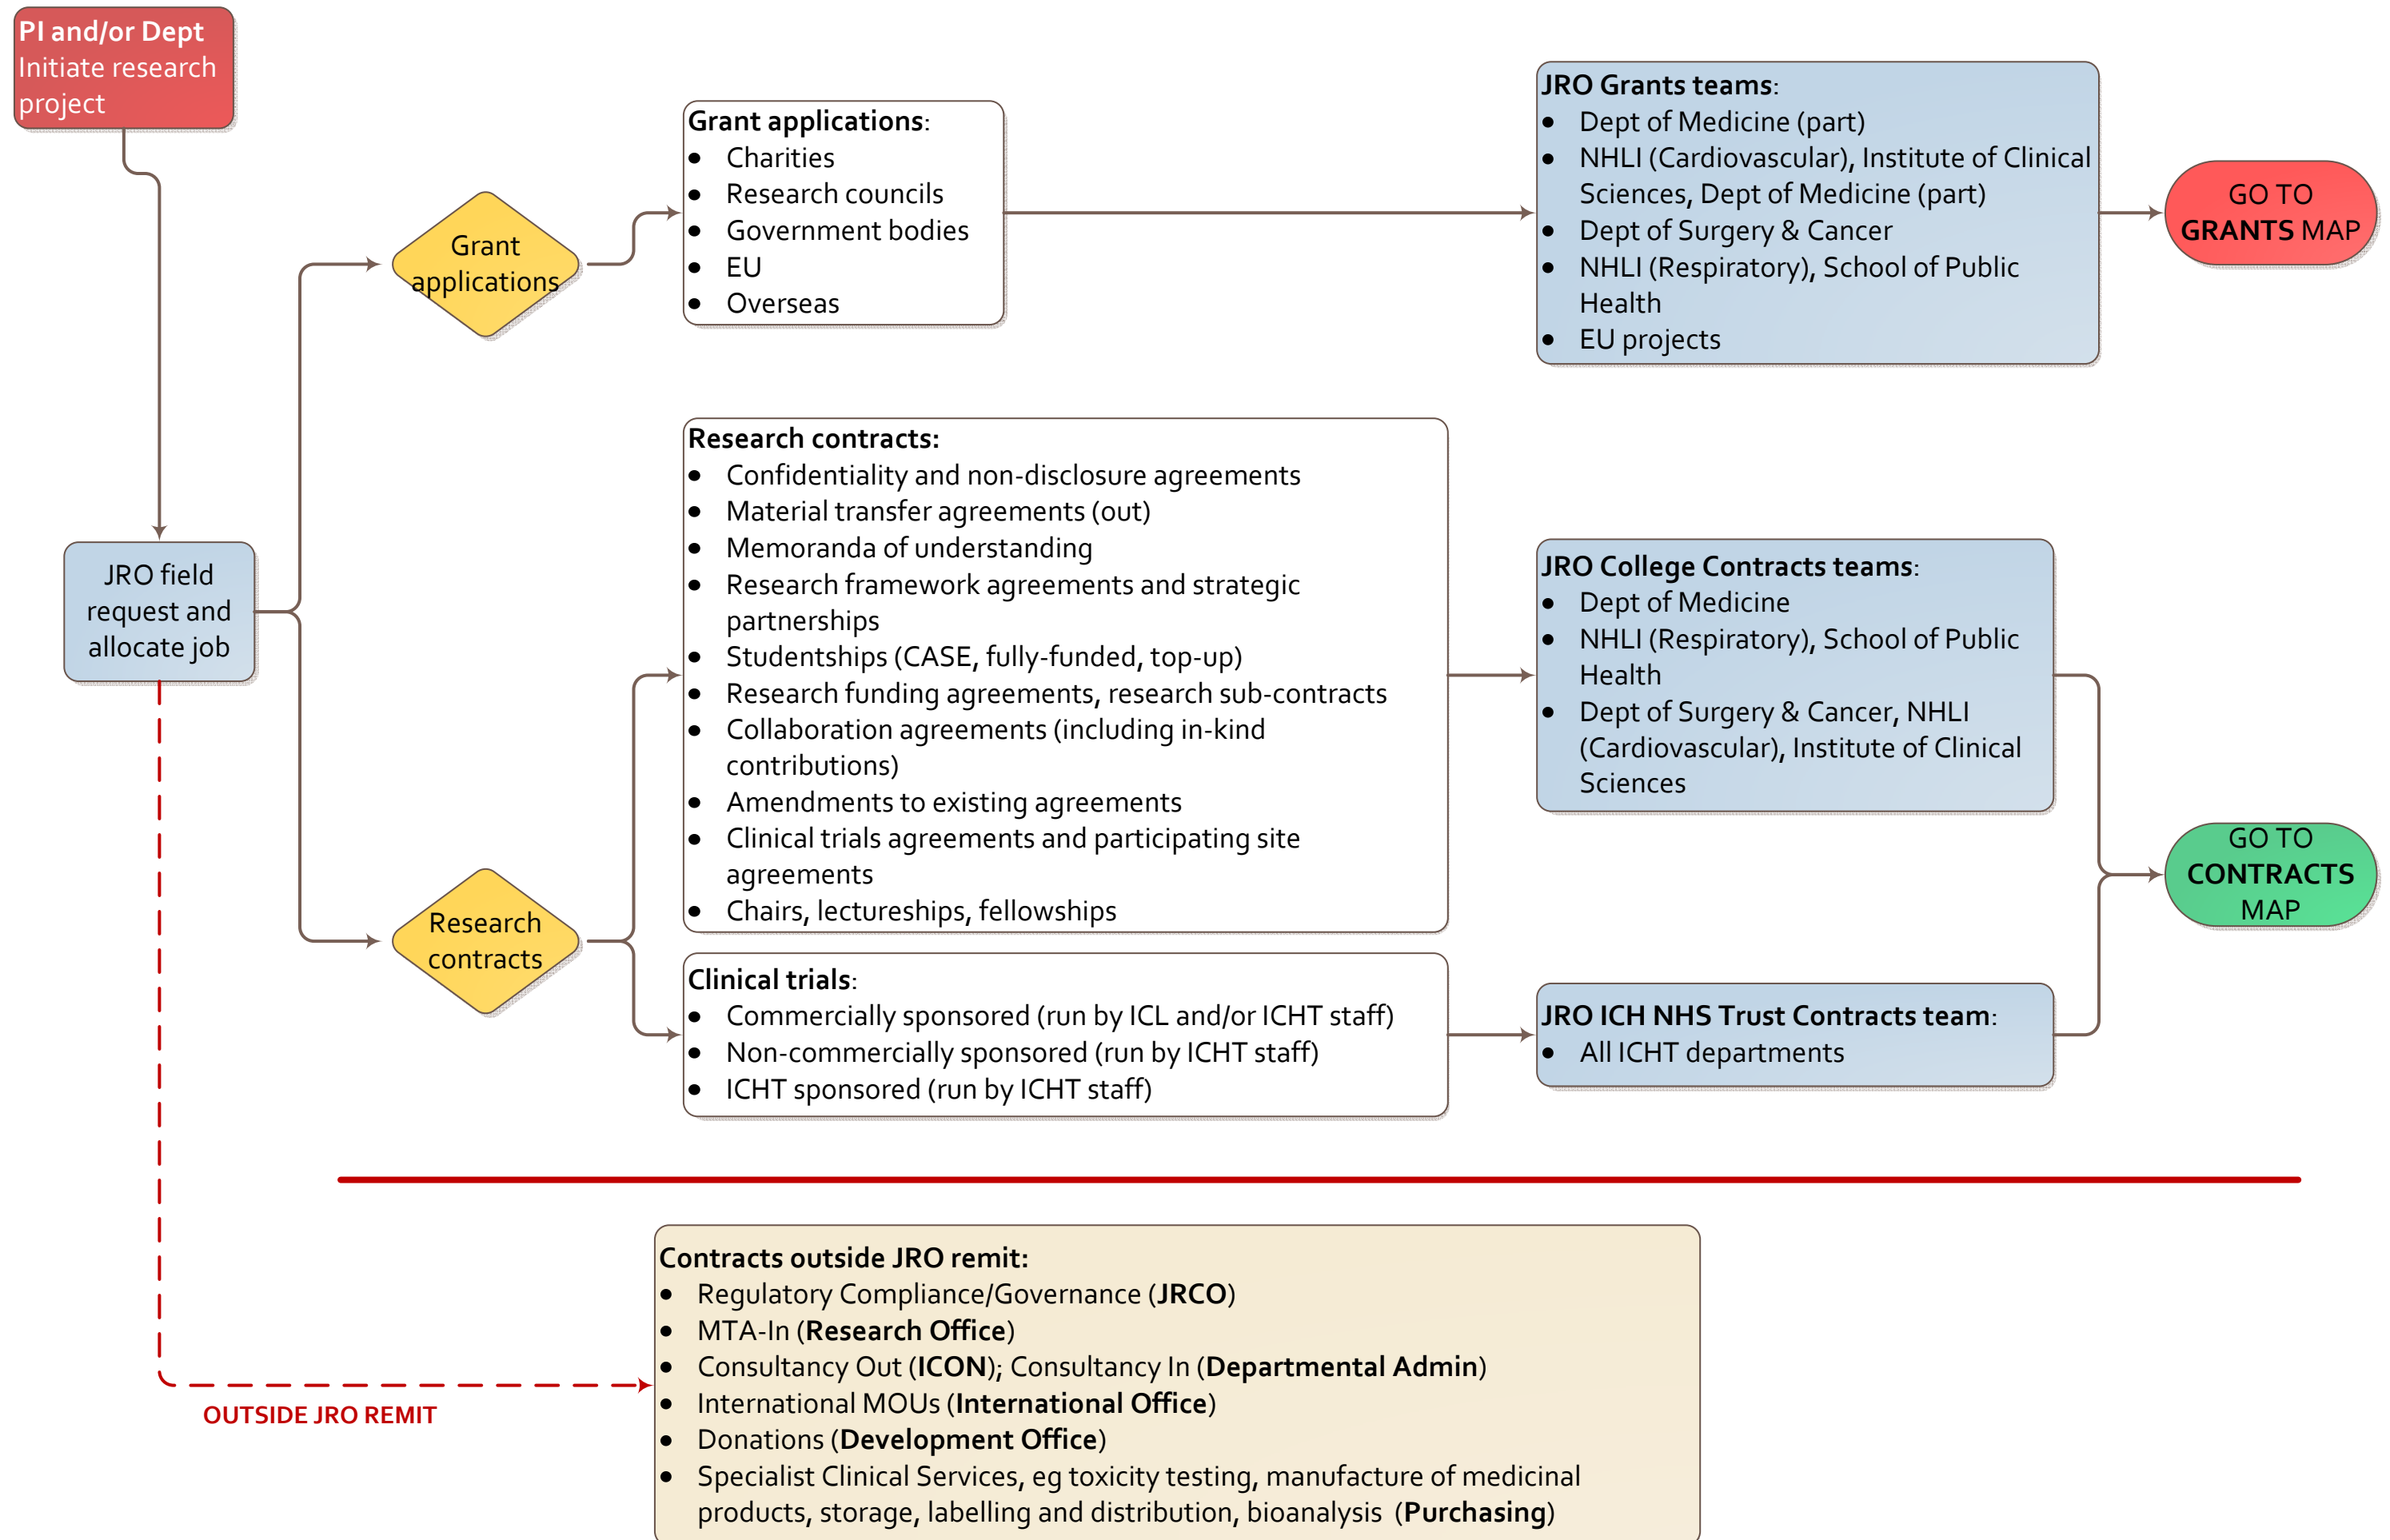 PI and/or Dept
Initiate research
project
JRO field
request and
allocate job
Grant
applications
Grant applications:
• Charities
• Research councils
• Government bodies
• EU
• Overseas
JRO Grants teams:
• Dept of Medicine (part)
• NHLI (Cardiovascular), Institute of Clinical
Sciences, Dept of Medicine (part)
• Dept of Surgery & Cancer
• NHLI (Respiratory), School of Public
Health
• EU projects
GO TO
GRANTS MAP
Research
contracts
Research contracts:
• Confidentiality and non-disclosure agreements
• Material transfer agreements (out)
• Memoranda of understanding
• Research framework agreements and strategic
partnerships
• Studentships (CASE, fully-funded, top-up)
• Research funding agreements, research sub-contracts
• Collaboration agreements (including in-kind
contributions)
• Amendments to existing agreements
• Clinical trials agreements and participating site
agreements
• Chairs, lectureships, fellowships
JRO College Contracts teams:
• Dept of Medicine
• NHLI (Respiratory), School of Public
Health
• Dept of Surgery & Cancer, NHLI
(Cardiovascular), Institute of Clinical
Sciences
Clinical trials:
• Commercially sponsored (run by ICL and/or ICHT staff)
• Non-commercially sponsored (run by ICHT staff)
• ICHT sponsored (run by ICHT staff)
JRO ICH NHS Trust Contracts team:
• All ICHT departments
GO TO
CONTRACTS
MAP
OUTSIDE JRO REMIT
Contracts outside JRO remit:
• Regulatory Compliance/Governance (JRCO)
• MTA-In (Research Office)
• Consultancy Out (ICON); Consultancy In (Departmental Admin)
• International MOUs (International Office)
• Donations (Development Office)
• Specialist Clinical Services, eg toxicity testing, manufacture of medicinal
products, storage, labelling and distribution, bioanalysis (Purchasing)